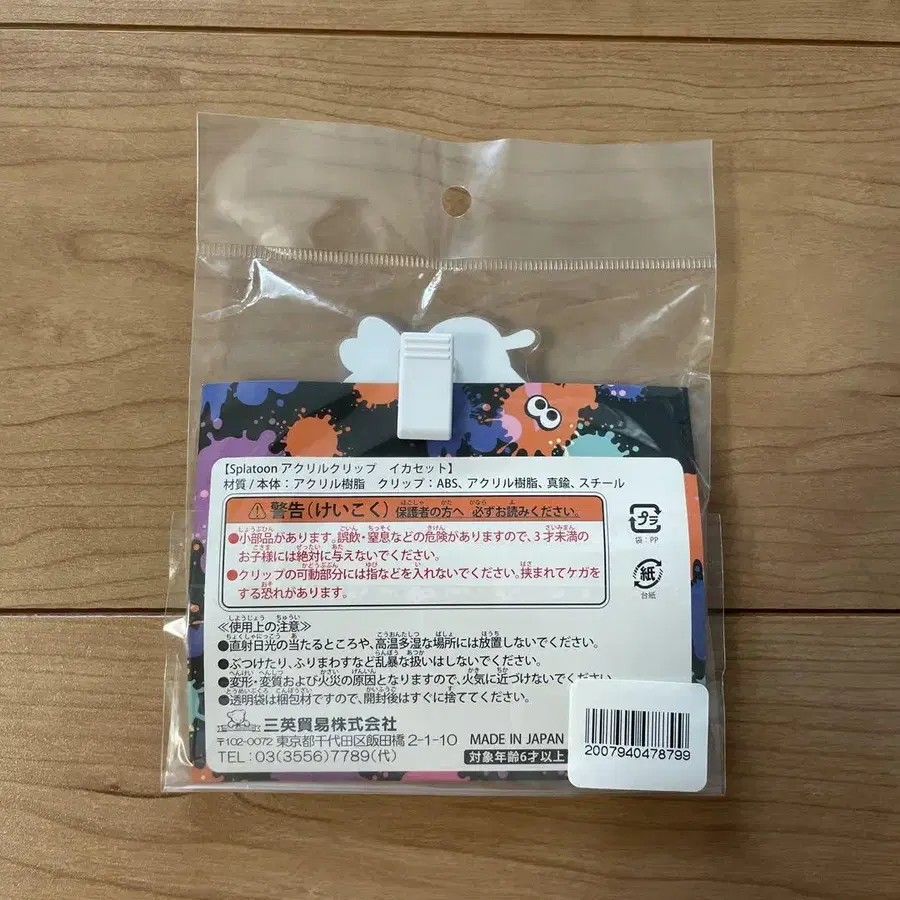 【Splatoon アクリルクリップ　イカセット】
材質 / 本体：アクリル樹脂　クリップ：ABS、アクリル樹脂、真鍮、スチール
警告(けいこく) 保護者の方へ 必ずお読みください。
●小部品があります。誤飲・窒息などの危険がありますので、3才未満の
お子様には絶対に与えないでください。
●クリップの可動部分には指などを入れないでください。挟まれてケガを
する恐れがあります。
プラ
袋：PP
紙
台紙
≪使用上の注意≫
●直射日光の当たるところや、高温多湿な場所には放置しないでください。
●ぶつけたり、ふりまわすなど乱暴な扱いはしないでください。
●変形・変質および火災の原因となりますので、火気に近づけないでください。
●透明袋は梱包材ですので、開封後はすぐに捨ててください。
三英貿易株式会社
〒102-0072 東京都千代田区飯田橋 2-1-10
TEL：03(3556)7789(代)
MADE IN JAPAN
対象年齢6才以上
2007940478799